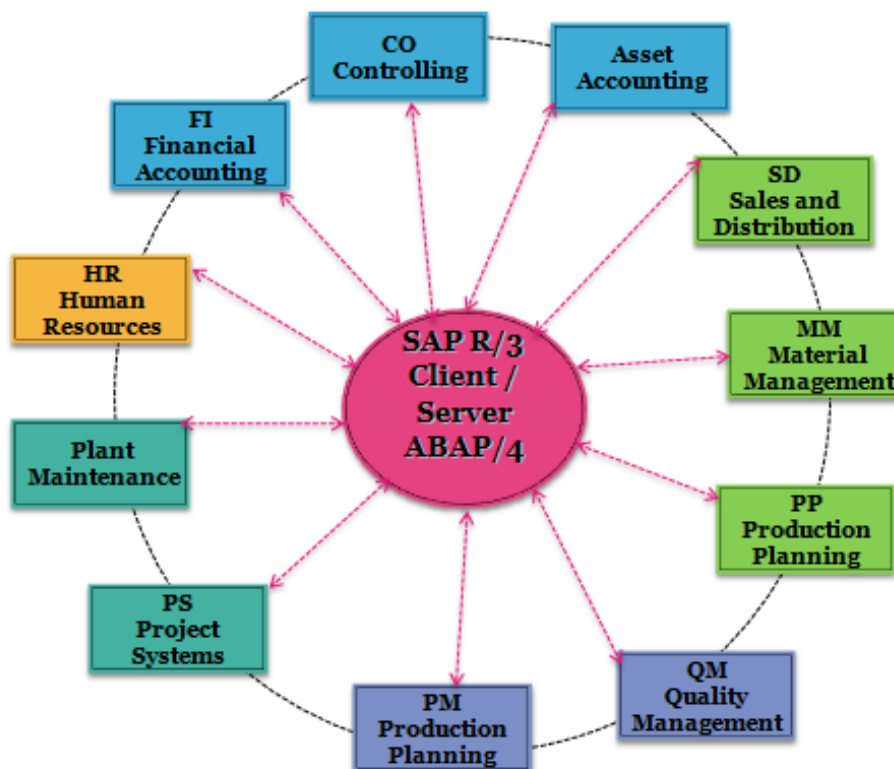 CO
Controlling
Asset
Accounting
FI
Financial
Accounting
SD
Sales and
Distribution
HR
Human
Resources
SAP R/3
Client /
Server
ABAP/4
MM
Material
Management
Plant
Maintenance
PP
Production
Planning
PS
Project
Systems
QM
Quality
Management
PM
Production
Planning